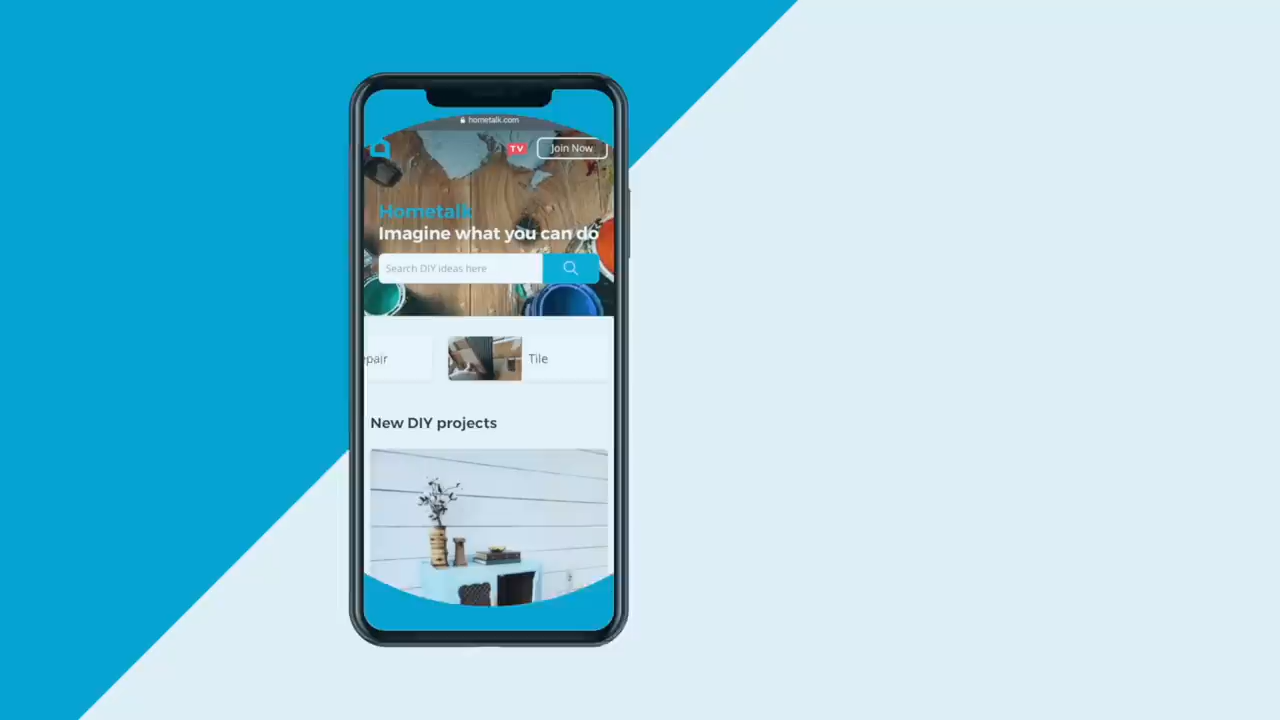 hometalk.com
TV
Join Now
Hometalk
Imagine what you can do
Search DIY ideas here
epair
Tile
New DIY projects